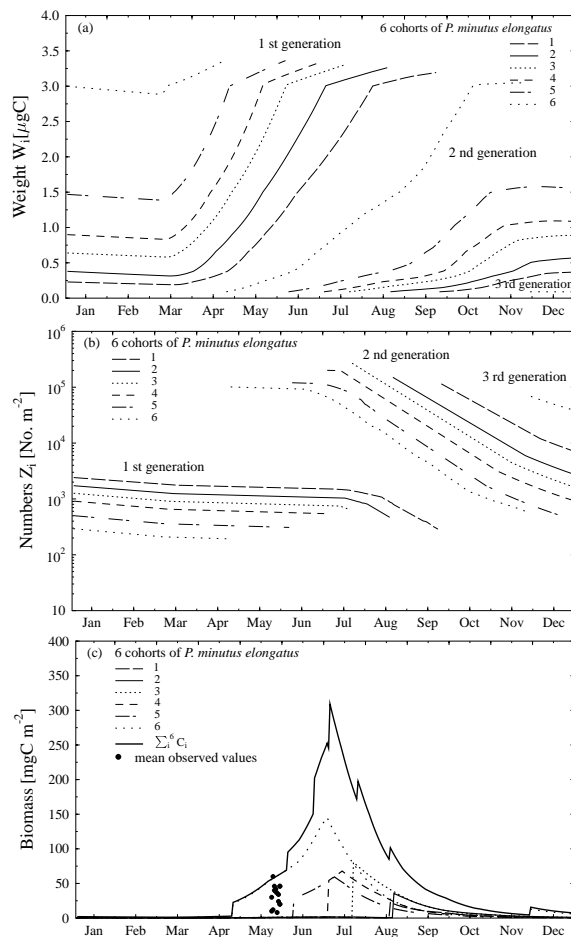 (a)
6 cohorts of P. minutus elongatus
1 st generation
1
2
3
4
5
6
2 nd generation
3 rd generation
Weight Wi[µgC]
4.0
3.5
3.0
2.5
2.0
1.5
1.0
0.5
0.0
Jan Feb Mar Apr May Jun Jul Aug Sep Oct Nov Dec
(b)
6 cohorts of P. minutus elongatus
1
2
3
4
5
6
2 nd generation
3 rd generation
1 st generation
Numbers Zi [No. m-2]
10^6
10^5
10^4
10^3
10^2
10
Jan Feb Mar Apr May Jun Jul Aug Sep Oct Nov Dec
(c)
6 cohorts of P. minutus elongatus
1
2
3
4
5
6
∑i^6 Ci
mean observed values
Biomass [mgC m-2]
400
350
300
250
200
150
100
50
0
Jan Feb Mar Apr May Jun Jul Aug Sep Oct Nov Dec